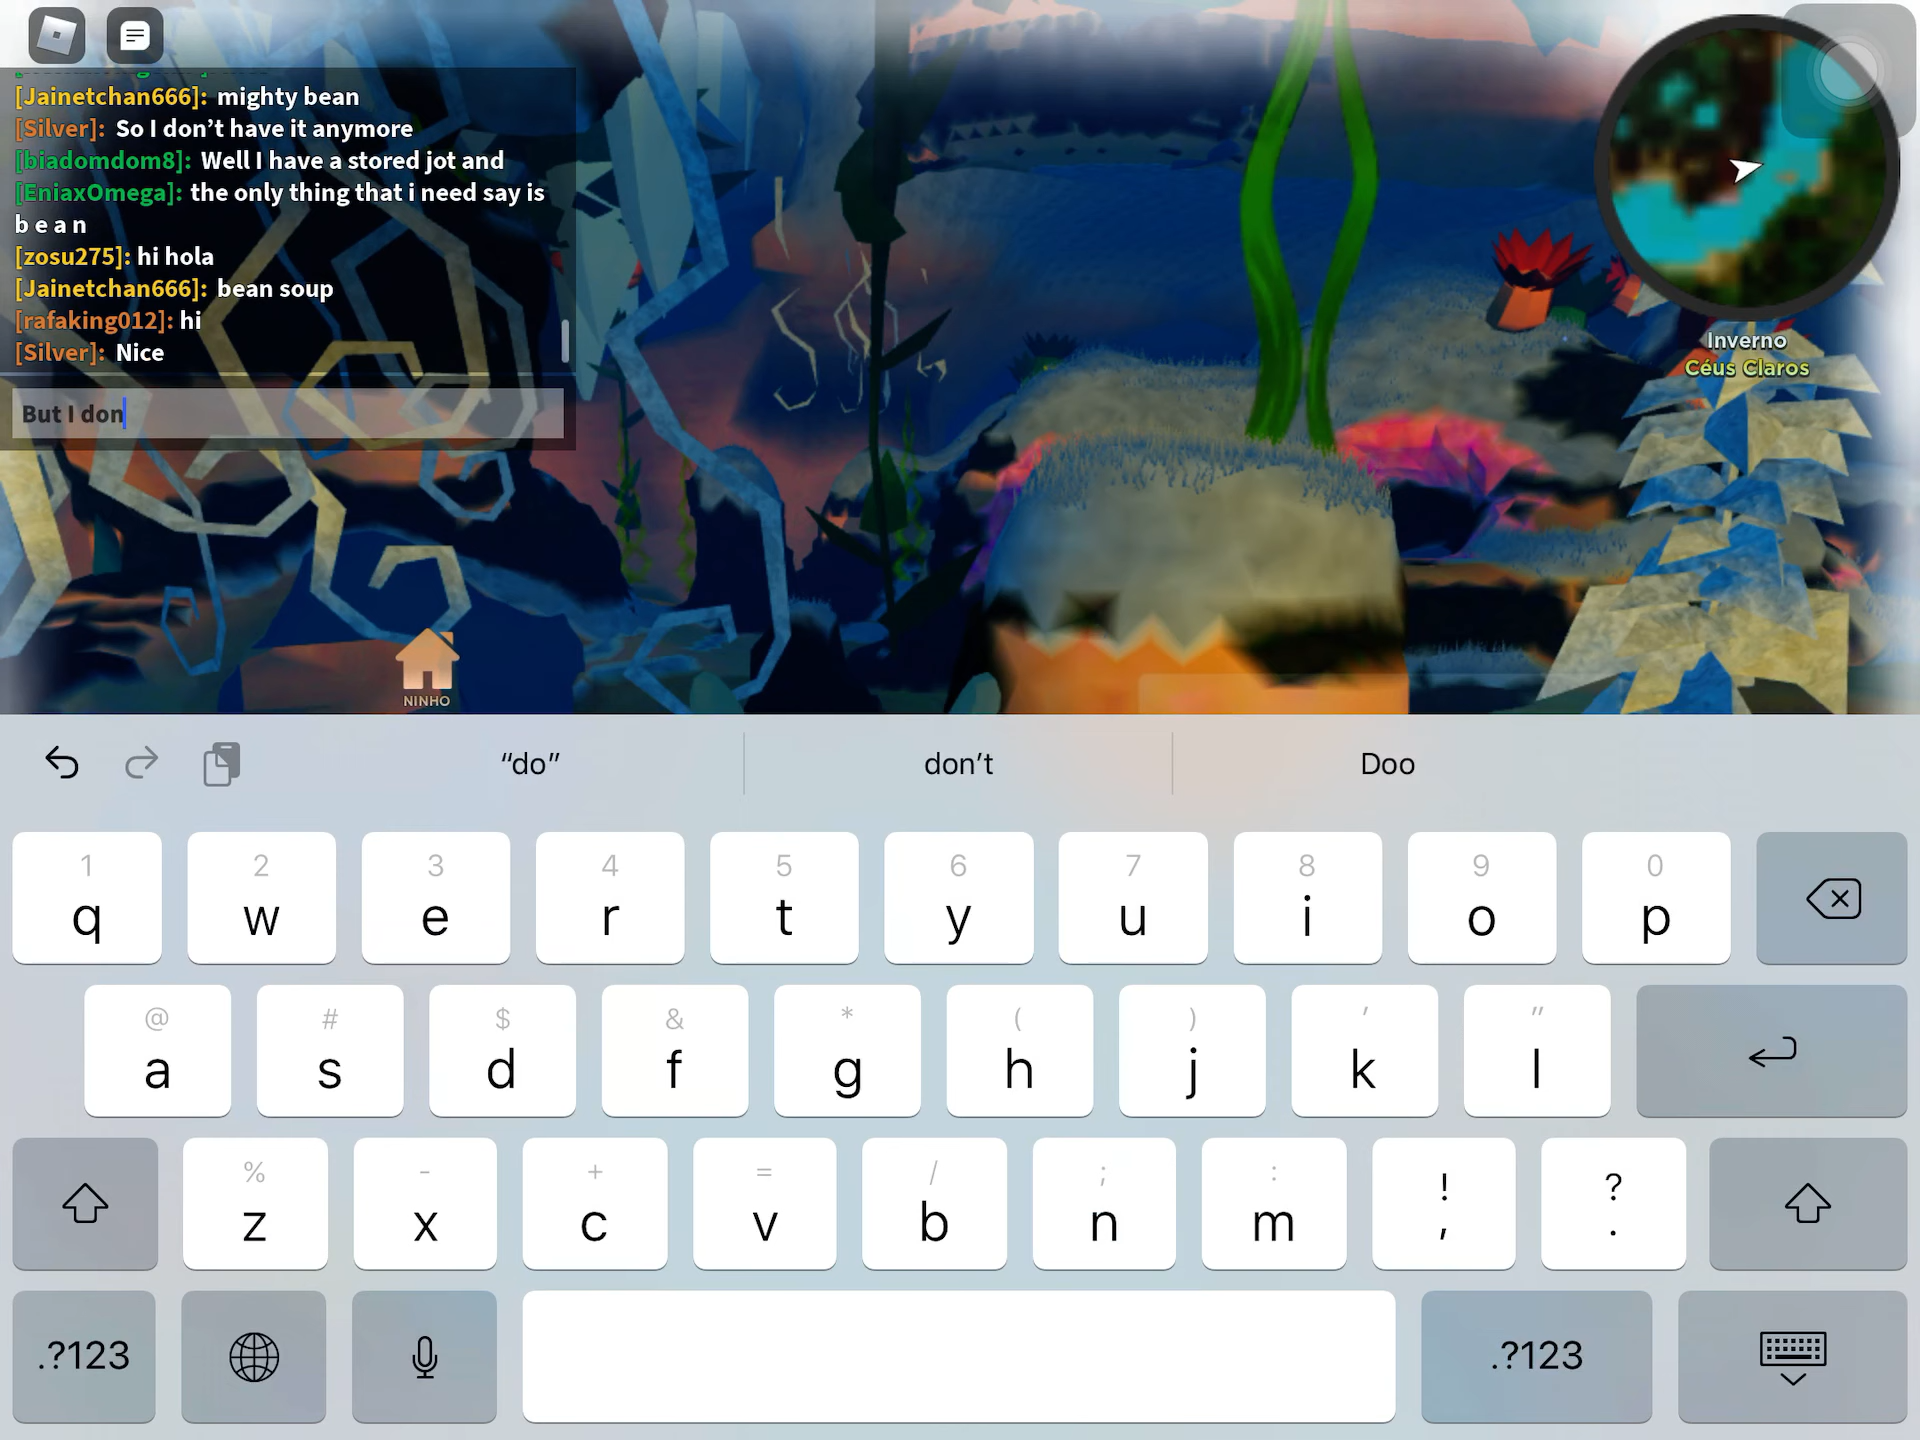 [Jainetchan666]: mighty bean
[Silver]: So I don’t have it anymore
[biadomdom8]: Well I have a stored jot and
[EniaxOmega]: the only thing that i need say is
b e a n
[zosu275]: hi hola
[Jainetchan666]: bean soup
[rafaking012]: hi
[Silver]: Nice
But I don
Inverno
Céus Claros
NINHO
“do” don’t Doo
1 2 3 4 5 6 7 8 9 0
q w e r t y u i o p
@ # $ & * ( ) ' "
a s d f g h j k l
% - + = / ; : ! ?
z x c v b n m , .
.?123 .?123